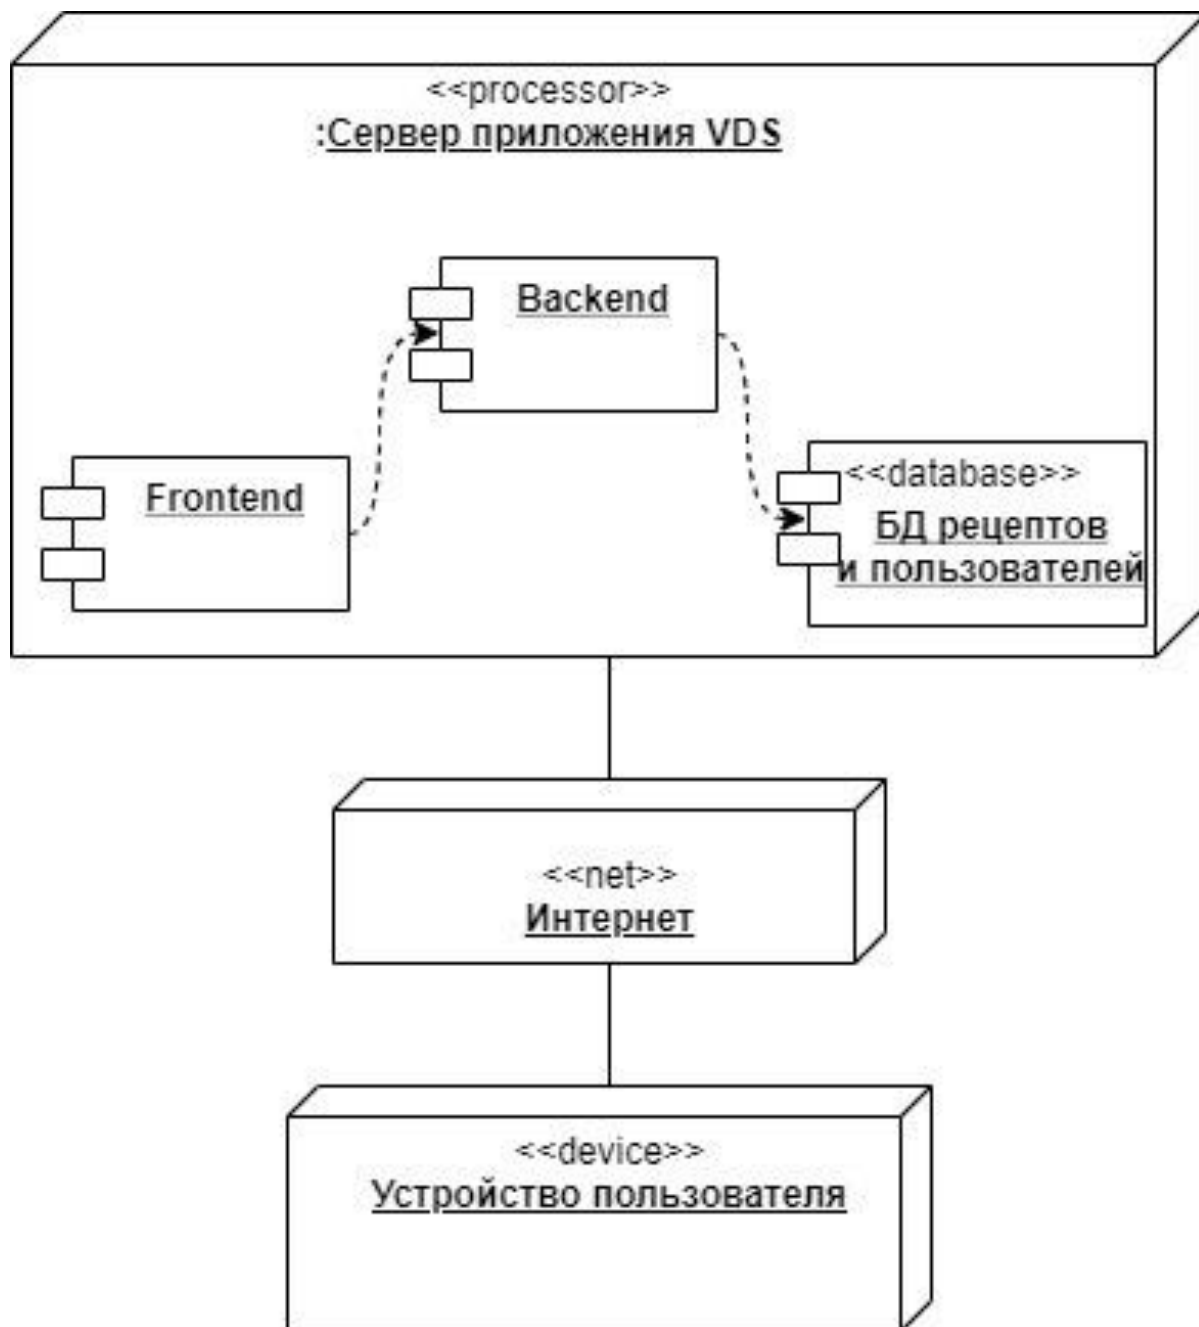 <<processor>>
:Сервер приложения VDS
Backend
Frontend
<<database>>
БД рецептов
и пользователей
<<net>>
Интернет
<<device>>
Устройство пользователя